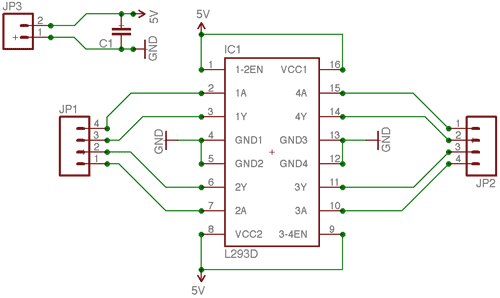 JP3
2
1
5V
C1
GND
5V
IC1
1 1-2EN VCC1 16
2 1A 4A 15
3 1Y 4Y 14
4 GND1 GND3 13
5 GND2 GND4 12
6 2Y 3Y 11
7 2A 3A 10
8 VCC2 3-4EN 9
L293D
5V
JP1
4
3
2
1
GND
GND
1
2
3
4
JP2